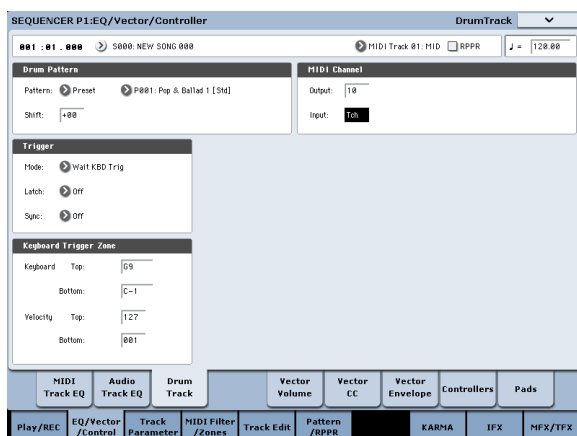 SEQUENCER P1:EQ/Vector/Controller DrumTrack
001 :01 . 000 S000: NEW SONG 000 MIDI Track 01: MID RPPR ♩ = 120.00
Drum Pattern MIDI Channel
Pattern: Preset P001: Pop & Ballad 1 [Std] Output: 10
Shift: +00 Input: Tch
Trigger
Mode: Wait KBD Trig
Latch: Off
Sync: Off
Keyboard Trigger Zone
Keyboard Top: G9
Bottom: C-1
Velocity Top: 127
Bottom: 001
MIDI Track EQ Audio Track EQ Drum Track Vector Volume Vector CC Vector Envelope Controllers Pads
Play/REC EQ/Vector /Control Track Parameter MIDI Filter /Zones Track Edit Pattern /RPPR KARMA IFX MFX/TFX